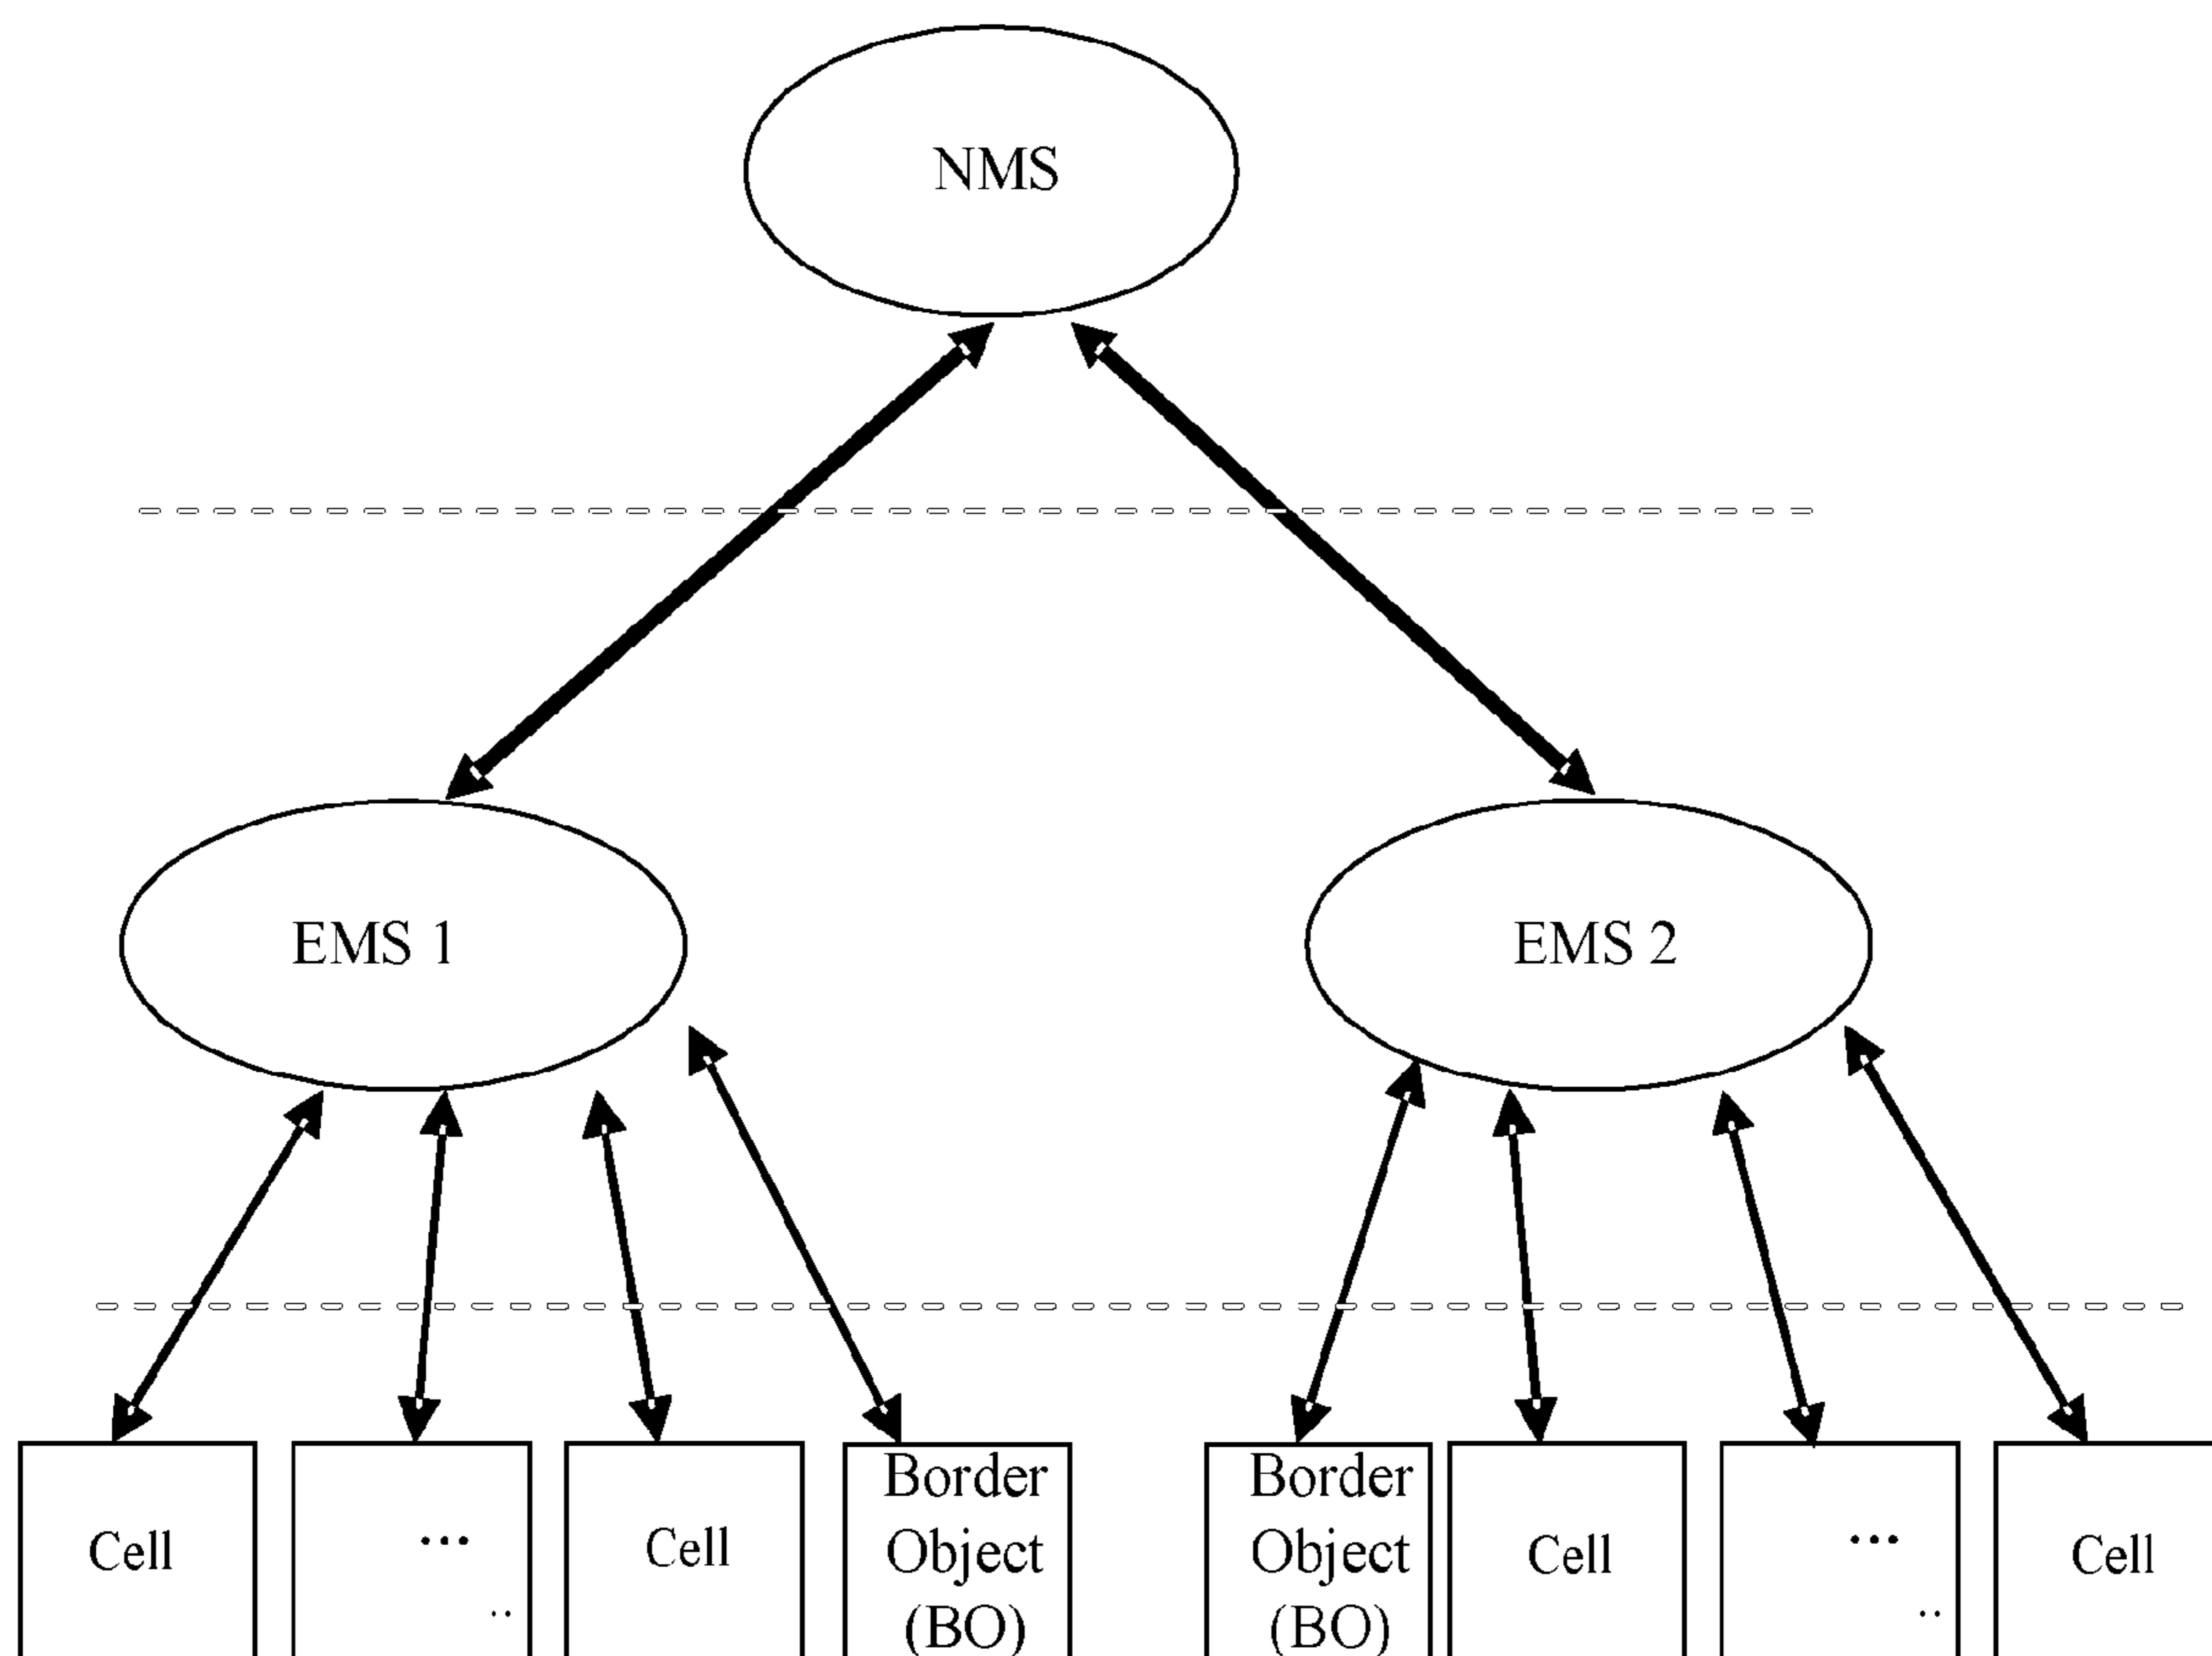 NMS
EMS 1
EMS 2
Cell
...
..
Cell
Border
Object
(BO)
Border
Object
(BO)
Cell
...
..
Cell